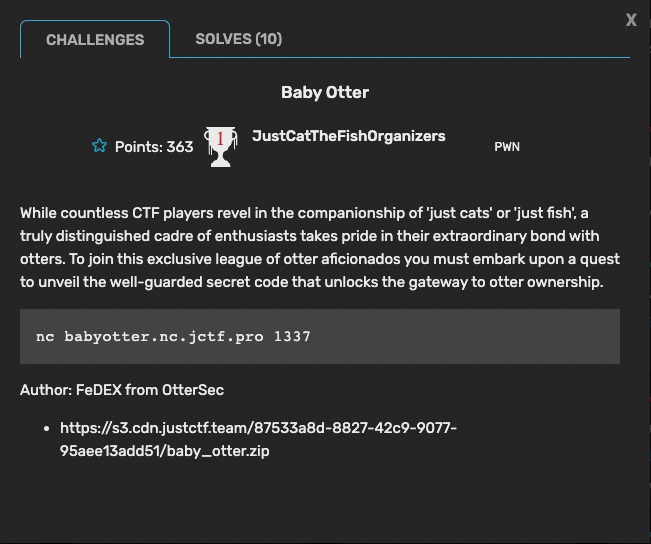 X
CHALLENGES SOLVES (10)
Baby Otter
Points: 363 1 JustCatTheFishOrganizers PWN
While countless CTF players revel in the companionship of 'just cats' or 'just fish', a
truly distinguished cadre of enthusiasts takes pride in their extraordinary bond with
otters. To join this exclusive league of otter aficionados you must embark upon a quest
to unveil the well-guarded secret code that unlocks the gateway to otter ownership.
nc babyotter.nc.jctf.pro 1337
Author: FeDEX from OtterSec
• https://s3.cdn.justctf.team/87533a8d-8827-42c9-9077-
95aee13add51/baby_otter.zip